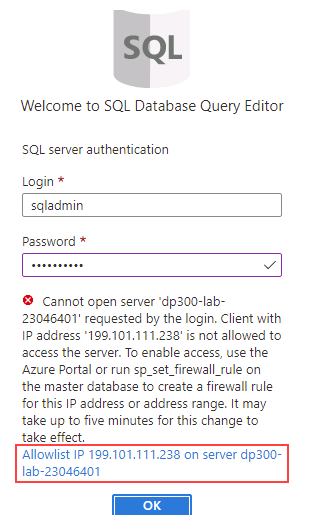 SQL
Welcome to SQL Database Query Editor
SQL server authentication
Login *
sqladmin
Password *
••••••••••
Cannot open server 'dp300-lab-
23046401' requested by the login. Client with
IP address '199.101.111.238' is not allowed to
access the server. To enable access, use the
Azure Portal or run sp_set_firewall_rule on
the master database to create a firewall rule
for this IP address or address range. It may
take up to five minutes for this change to
take effect.
Allowlist IP 199.101.111.238 on server dp300-
lab-23046401
OK